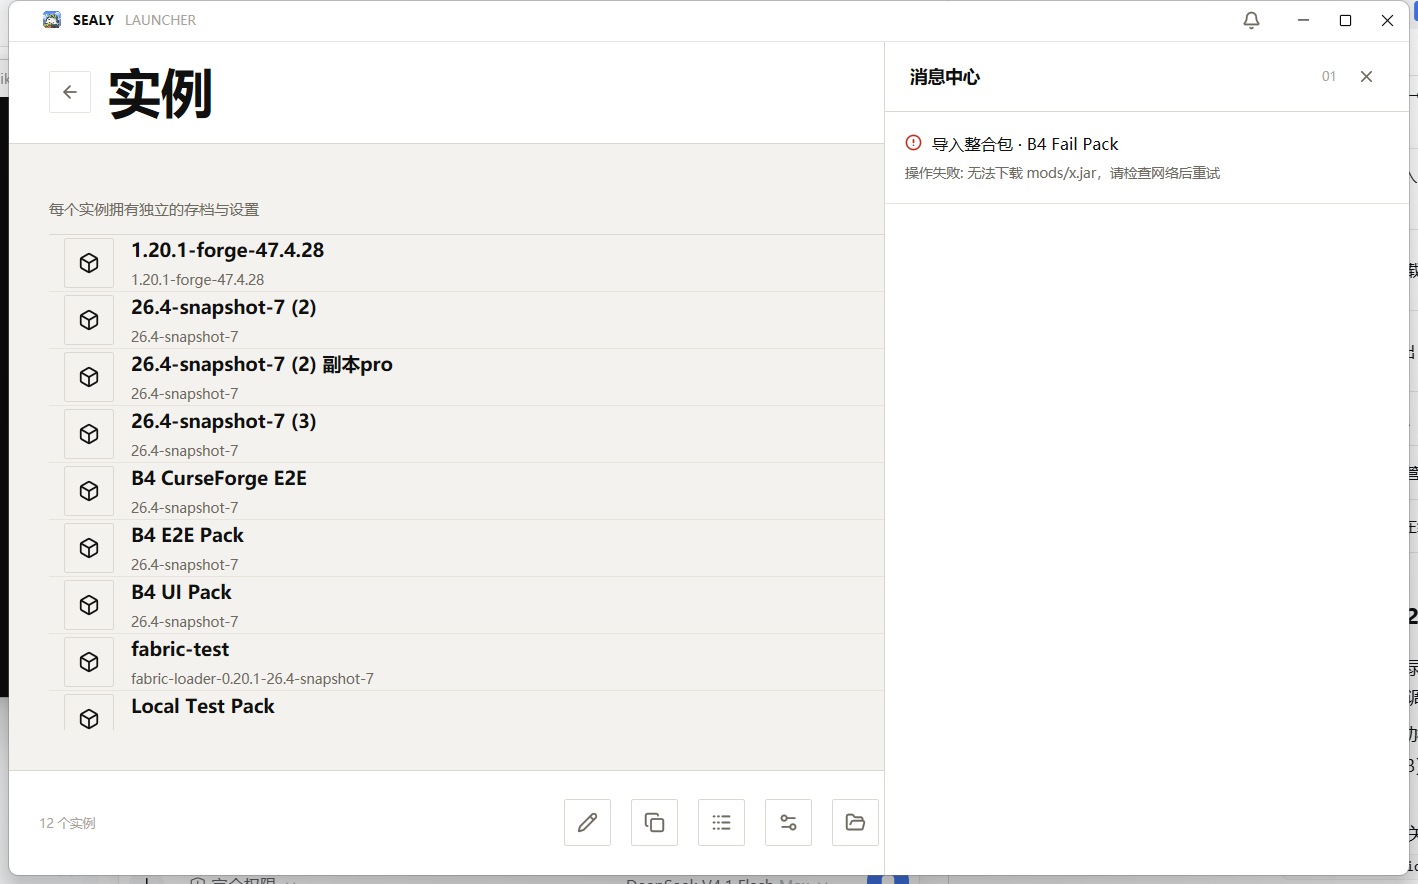 SEALY LAUNCHER
实例
每个实例拥有独立的存档与设置
1.20.1-forge-47.4.28
1.20.1-forge-47.4.28
26.4-snapshot-7 (2)
26.4-snapshot-7
26.4-snapshot-7 (2) 副本pro
26.4-snapshot-7
26.4-snapshot-7 (3)
26.4-snapshot-7
B4 CurseForge E2E
26.4-snapshot-7
B4 E2E Pack
26.4-snapshot-7
B4 UI Pack
26.4-snapshot-7
fabric-test
fabric-loader-0.20.1-26.4-snapshot-7
Local Test Pack
12 个实例
消息中心 01
导入整合包 · B4 Fail Pack
操作失败: 无法下载 mods/x.jar，请检查网络后重试